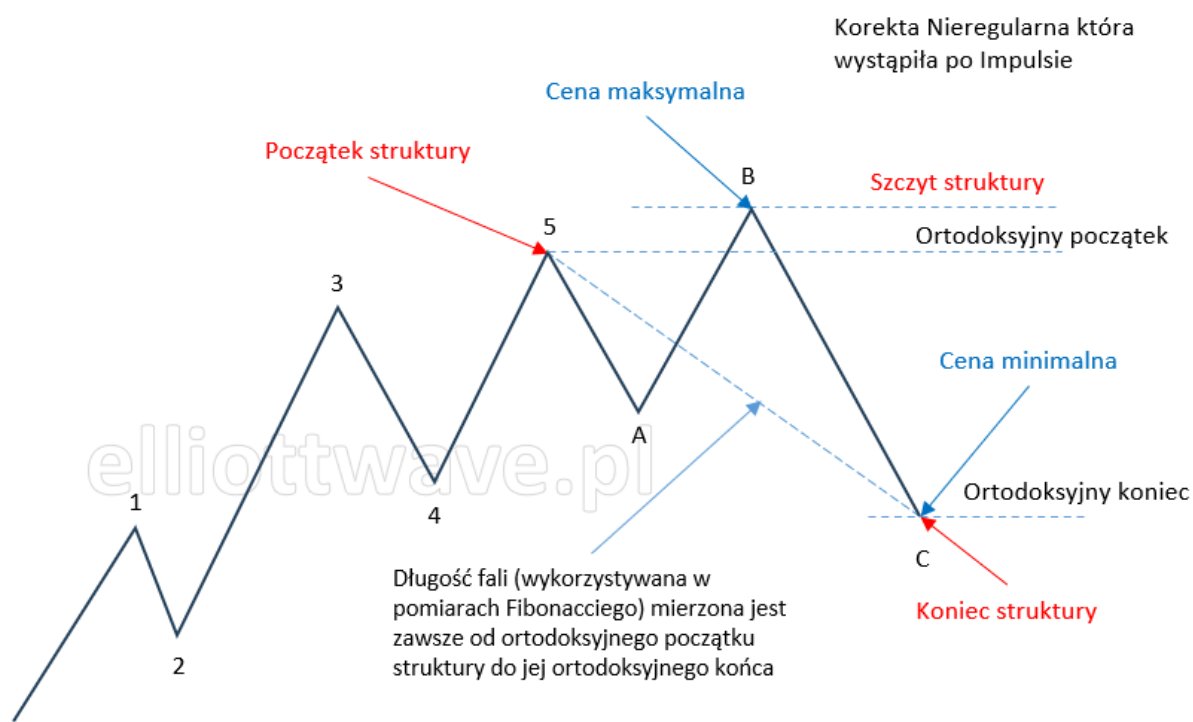 Korekta Nieregularna która
wystąpiła po Impulsie
Cena maksymalna
Początek struktury
B
Szczyt struktury
5
Ortodoksyjny początek
3
Cena minimalna
A
elliottwave.pl
1
4
Ortodoksyjny koniec
C
2
Długość fali (wykorzystywana w
pomiarach Fibonacciego) mierzona jest
zawsze od ortodoksyjnego początku
struktury do jej ortodoksyjnego końca
Koniec struktury